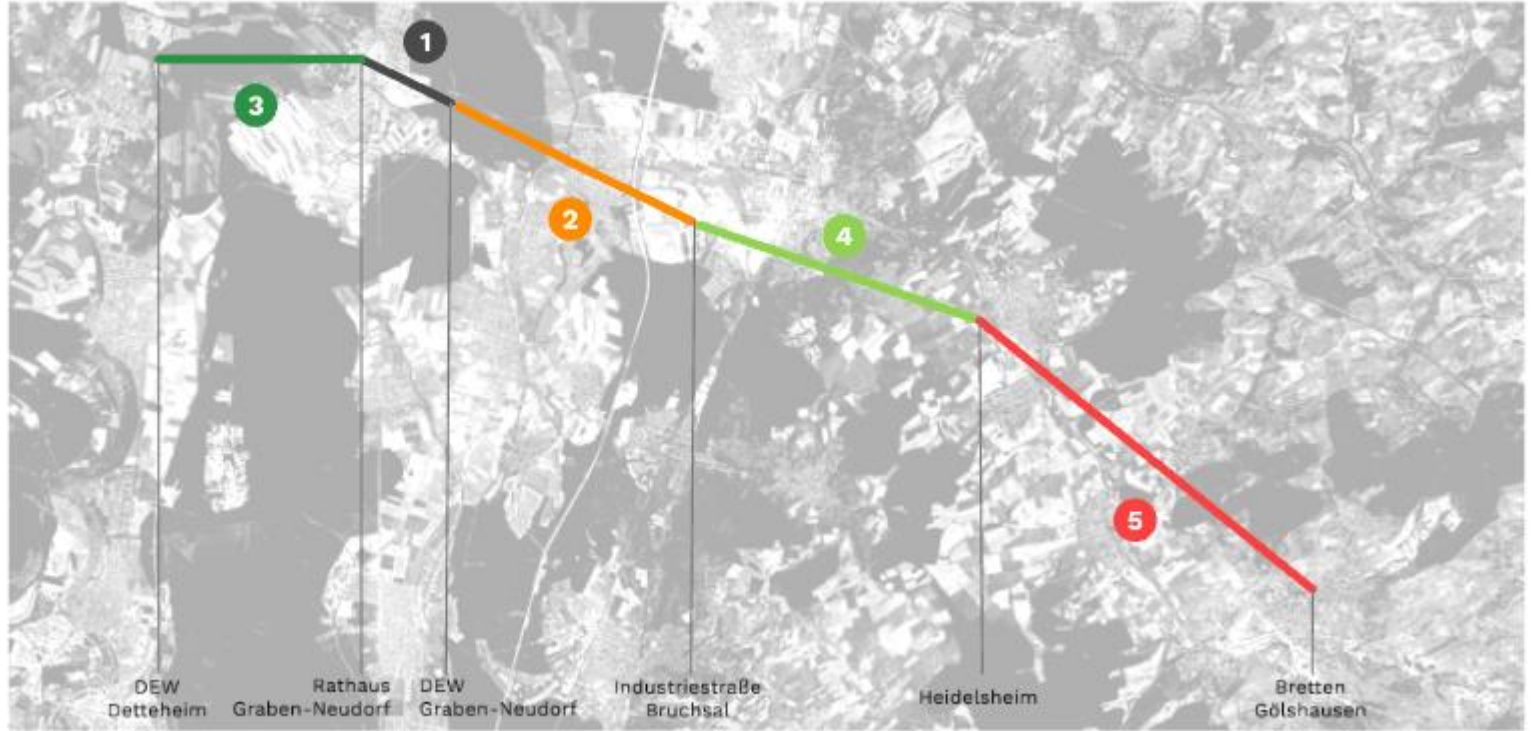 1
3
2
4
5
DEW
Detteheim
Rathaus
Graben-Neudorf
DEW
Graben-Neudorf
Industriestraße
Bruchsal
Heidelsheim
Bretten
Gölshausen